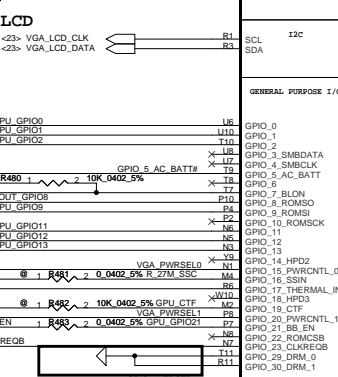 LCD
<23> VGA_LCD_CLK
<23> VGA_LCD_DATA
R1
R3
SCL
SDA
I2C
GENERAL PURPOSE I/O
PU_GPIO0 U6 GPIO_0
PU_GPIO1 U10 GPIO_1
PU_GPIO2 T10 GPIO_2
U8 GPIO_3_SMBDATA
U7 GPIO_4_SMBCLK
GPIO_5_AC_BATT# T9 GPIO_5_AC_BATT
R480 1 2 10K_0402_5% T8 GPIO_6
T7 GPIO_7_BLON
OUT_GPIO8 P10 GPIO_8_ROMSO
PU_GPIO9 P4 GPIO_9_ROMSI
P2 GPIO_10_ROMSCK
PU_GPIO11 N6 GPIO_11
PU_GPIO12 N5 GPIO_12
PU_GPIO13 N3 GPIO_13
Y9 GPIO_14_HPD2
VGA_PWRSEL0 N1 GPIO_15_PWRCNTL_0
@ 1 R481 2 0_0402_5% R_27M_SSC M4 GPIO_16_SSIN
R6 GPIO_17_THERMAL_IN
W10 GPIO_18_HPD3
@ 1 R482 2 10K_0402_5% GPU_CTF M6 GPIO_19_CTF
VGA_PWRSEL1 P8 GPIO_20_PWRCNTL_1
EN 1 R483 2 0_0402_5% GPU_GPIO21 P7 GPIO_21_BB_EN
N8 GPIO_22_ROMCSB
REQB N7 GPIO_23_CLKREQB
T11 GPIO_29_DRM_0
R11 GPIO_30_DRM_1